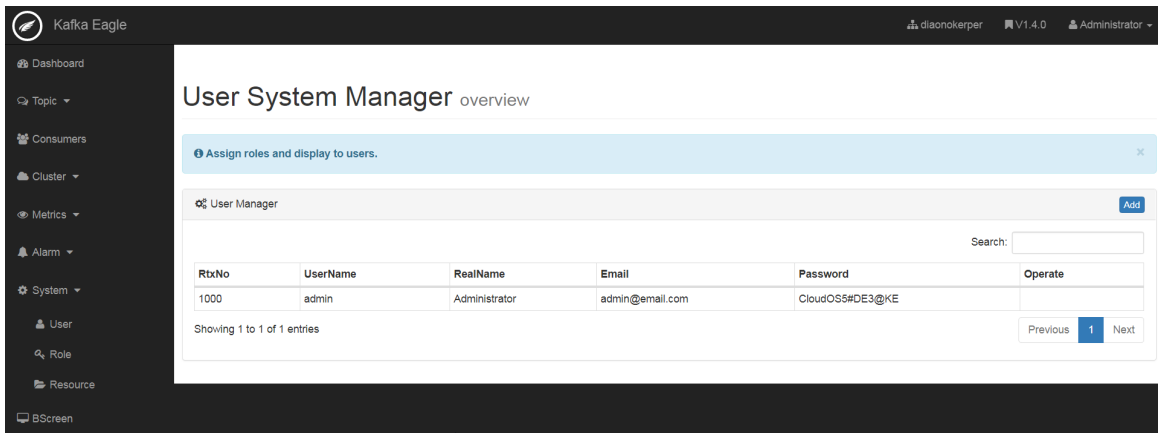 Kafka Eagle
diaonokerper V1.4.0 Administrator
Dashboard
Topic
Consumers
Cluster
Metrics
Alarm
System
User
Role
Resource
BScreen
User System Manager overview
Assign roles and display to users. ×
User Manager Add
Search:
RtxNo UserName RealName Email Password Operate
1000 admin Administrator admin@email.com CloudOS5#DE3@KE
Showing 1 to 1 of 1 entries Previous 1 Next